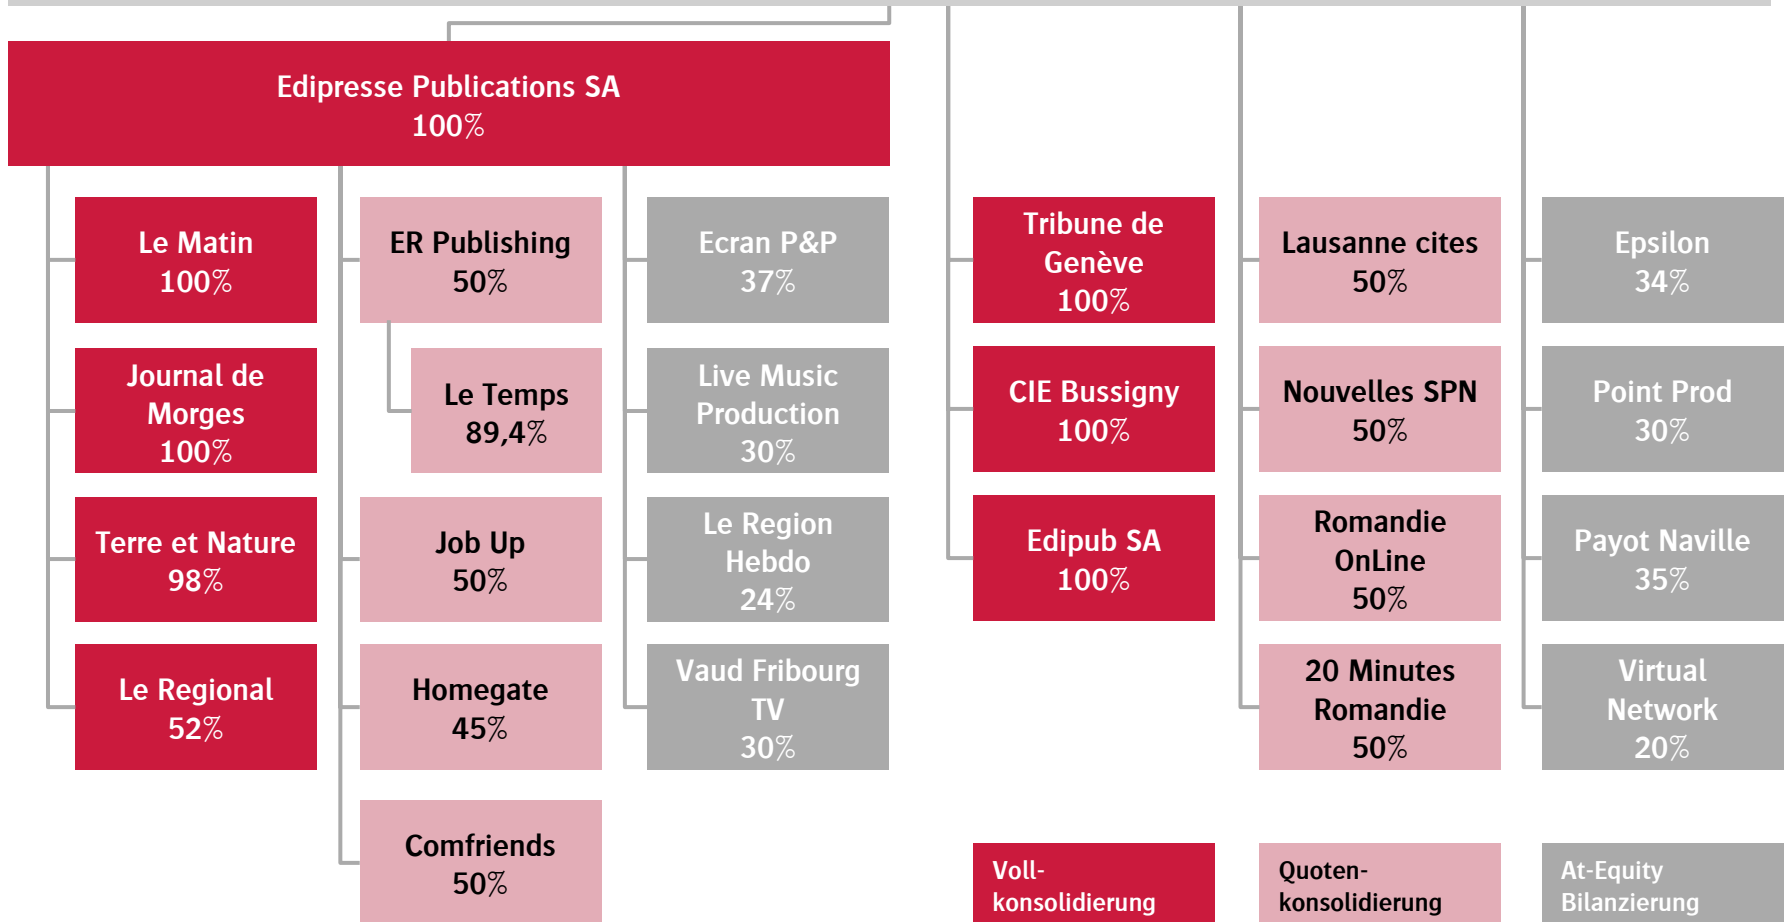 Edipresse Publications SA
100%
Le Matin
100%
Journal de
Morges
100%
Terre et Nature
98%
Le Regional
52%
ER Publishing
50%
Le Temps
89,4%
Job Up
50%
Homegate
45%
Comfriends
50%
Ecran P&P
37%
Live Music
Production
30%
Le Region
Hebdo
24%
Vaud Fribourg
TV
30%
Tribune de
Genève
100%
CIE Bussigny
100%
Edipub SA
100%
Lausanne cites
50%
Nouvelles SPN
50%
Romandie
OnLine
50%
20 Minutes
Romandie
50%
Epsilon
34%
Point Prod
30%
Payot Naville
35%
Virtual
Network
20%
Voll-
konsolidierung
Quoten-
konsolidierung
At-Equity
Bilanzierung